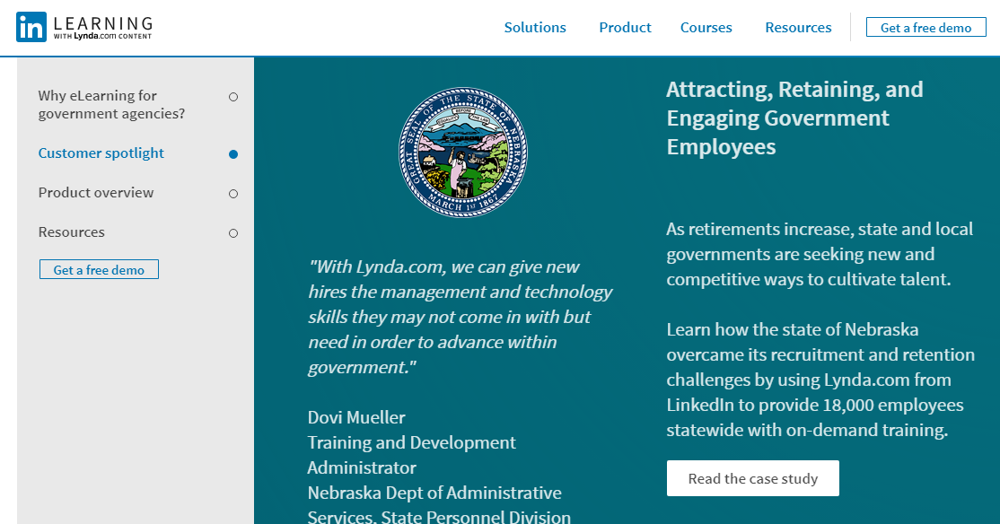 in LEARNING
WITH Lynda.com CONTENT
Solutions
Product
Courses
Resources
Get a free demo
Why eLearning for
government agencies?
Customer spotlight
Product overview
Resources
Get a free demo
GREAT SEAL OF THE STATE OF NEBRASKA
EQUALITY BEFORE THE LAW
MARCH 1ST 1867
"With Lynda.com, we can give new
hires the management and technology
skills they may not come in with but
need in order to advance within
government."
Dovi Mueller
Training and Development
Administrator
Nebraska Dept of Administrative
Services, State Personnel Division
Attracting, Retaining, and
Engaging Government
Employees
As retirements increase, state and local
governments are seeking new and
competitive ways to cultivate talent.
Learn how the state of Nebraska
overcame its recruitment and retention
challenges by using Lynda.com from
LinkedIn to provide 18,000 employees
statewide with on-demand training.
Read the case study